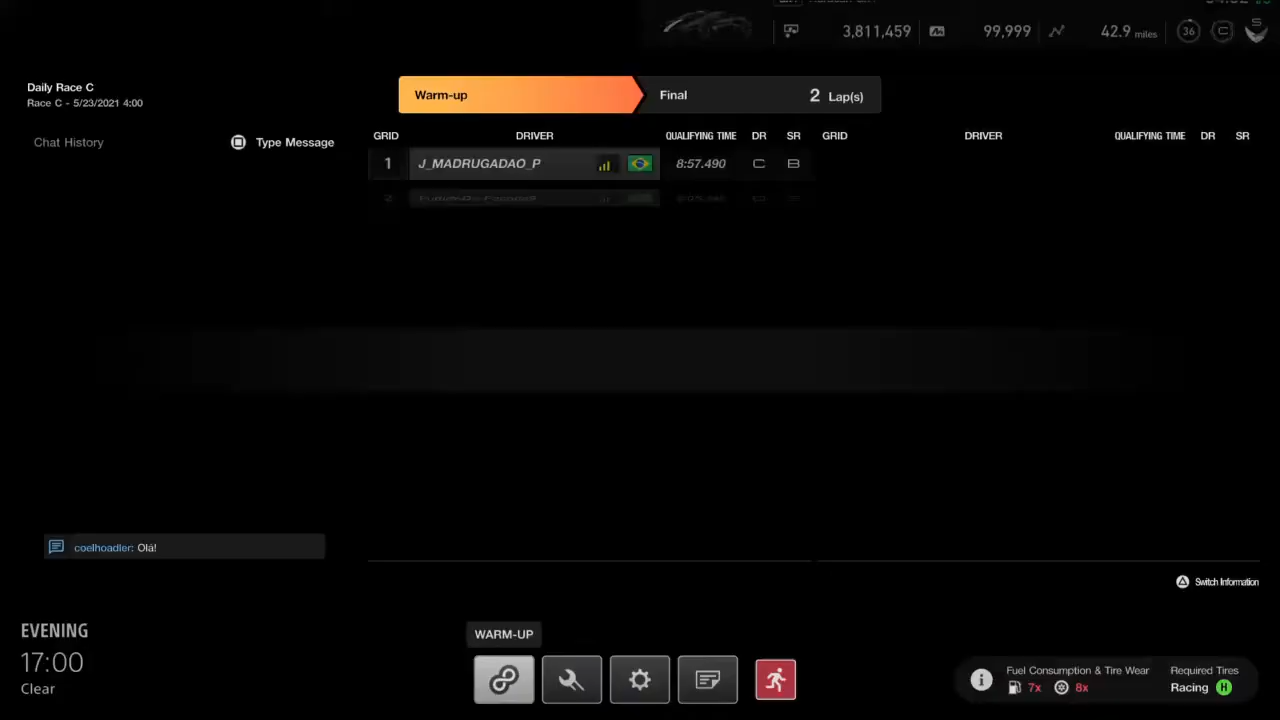 3,811,459 99,999 42.9 miles 36 C S
Daily Race C
Race C - 5/23/2021 4:00
Warm-up Final 2 Lap(s)
Chat History Type Message
GRID DRIVER QUALIFYING TIME DR SR GRID DRIVER QUALIFYING TIME DR SR
1 J_MADRUGADAO_P 8:57.490 C B
coelhoadler: Olá!
Switch Information
EVENING
17:00
Clear
WARM-UP
Fuel Consumption & Tire Wear Required Tires
7x 8x Racing H